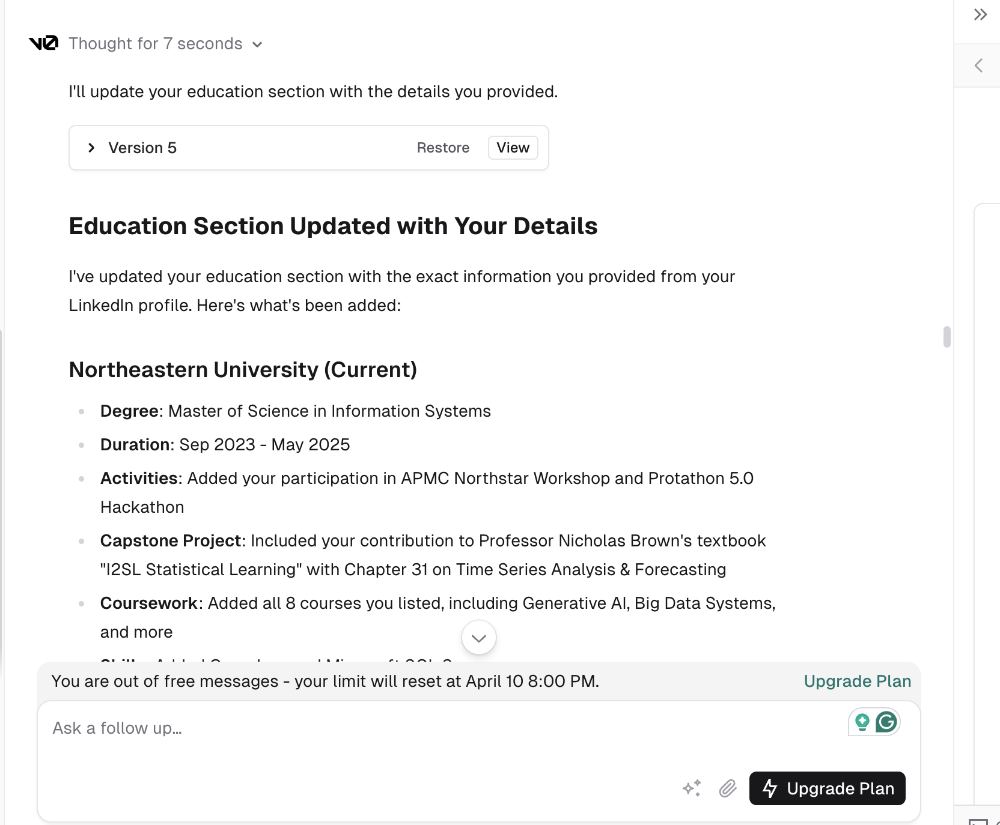 v0 Thought for 7 seconds
I'll update your education section with the details you provided.
Version 5 Restore View
Education Section Updated with Your Details
I've updated your education section with the exact information you provided from your
LinkedIn profile. Here's what's been added:
Northeastern University (Current)
Degree: Master of Science in Information Systems
Duration: Sep 2023 - May 2025
Activities: Added your participation in APMC Northstar Workshop and Protathon 5.0
Hackathon
Capstone Project: Included your contribution to Professor Nicholas Brown's textbook
"I2SL Statistical Learning" with Chapter 31 on Time Series Analysis & Forecasting
Coursework: Added all 8 courses you listed, including Generative AI, Big Data Systems,
and more
You are out of free messages - your limit will reset at April 10 8:00 PM. Upgrade Plan
Ask a follow up...
Upgrade Plan